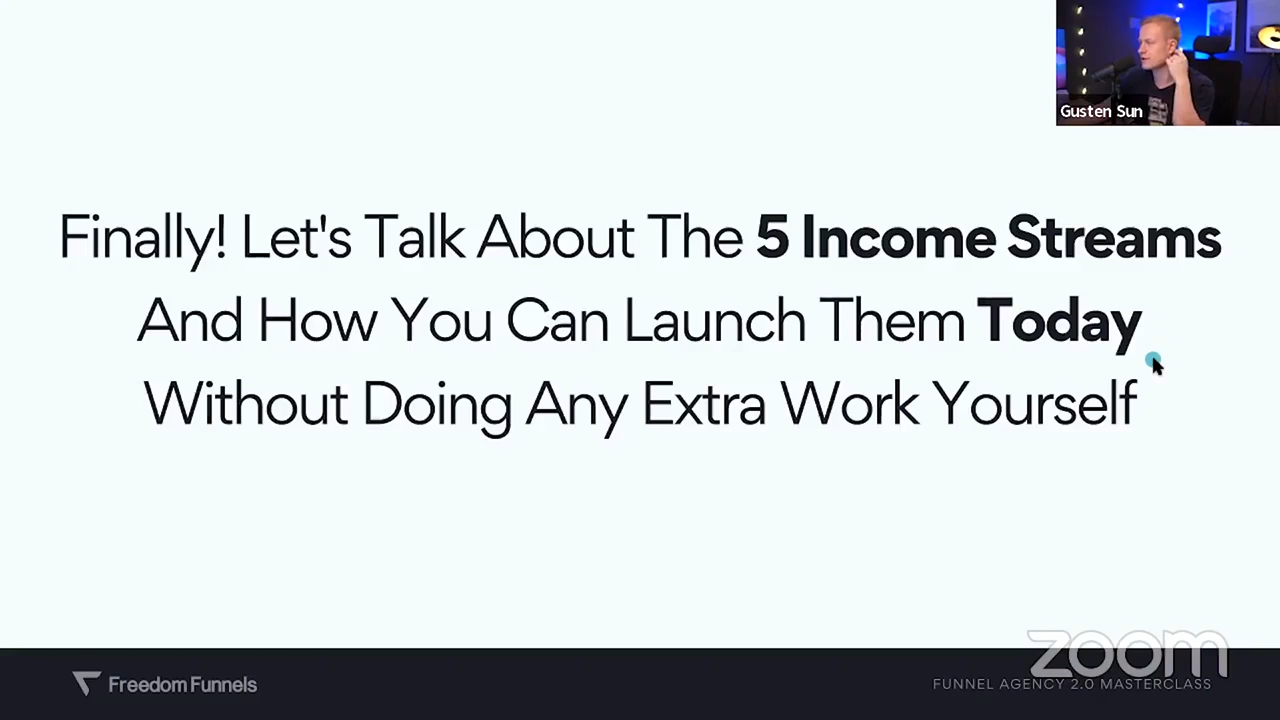 Gusten Sun
Finally! Let's Talk About The 5 Income Streams
And How You Can Launch Them Today
Without Doing Any Extra Work Yourself
zoom
Freedom Funnels
FUNNEL AGENCY 2.0 MASTERCLASS